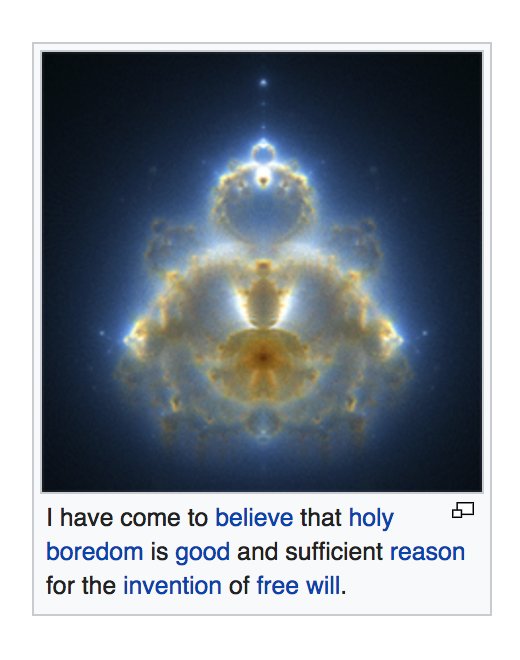 I have come to believe that holy
boredom is good and sufficient reason
for the invention of free will.